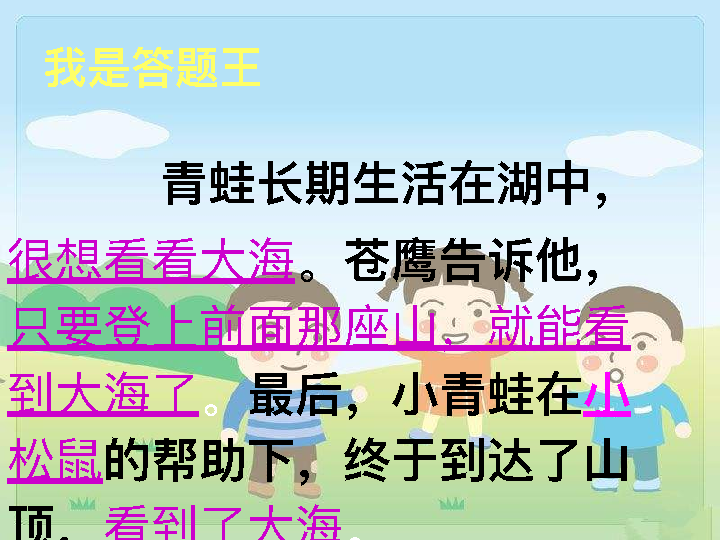 我是答题王
青蛙长期生活在湖中，
很想看看大海。苍鹰告诉他，
只要登上前面那座山，就能看
到大海了。最后，小青蛙在小
松鼠的帮助下，终于到达了山
顶，看到了大海。